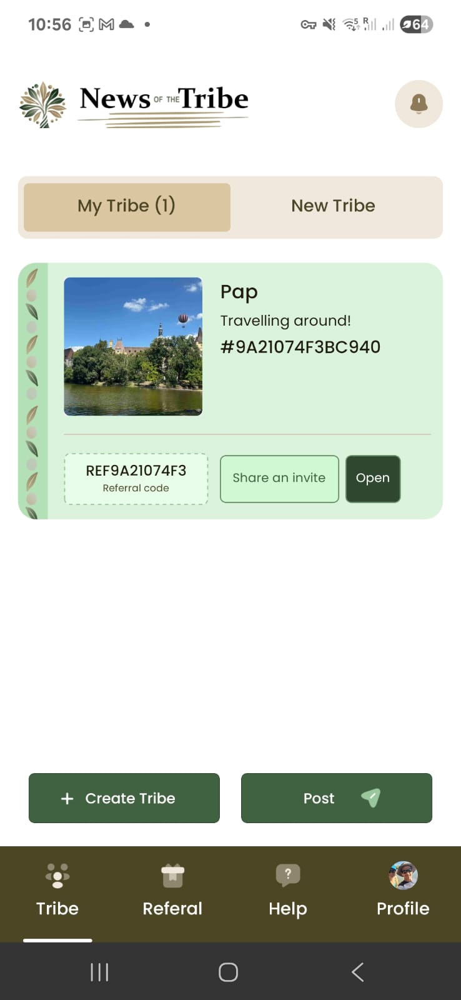 10:56
R
5
64
News OF THE Tribe
My Tribe (1)
New Tribe
Pap
Travelling around!
#9A21074F3BC940
REF9A21074F3
Referral code
Share an invite
Open
+ Create Tribe
Post
Tribe
Referal
Help
Profile